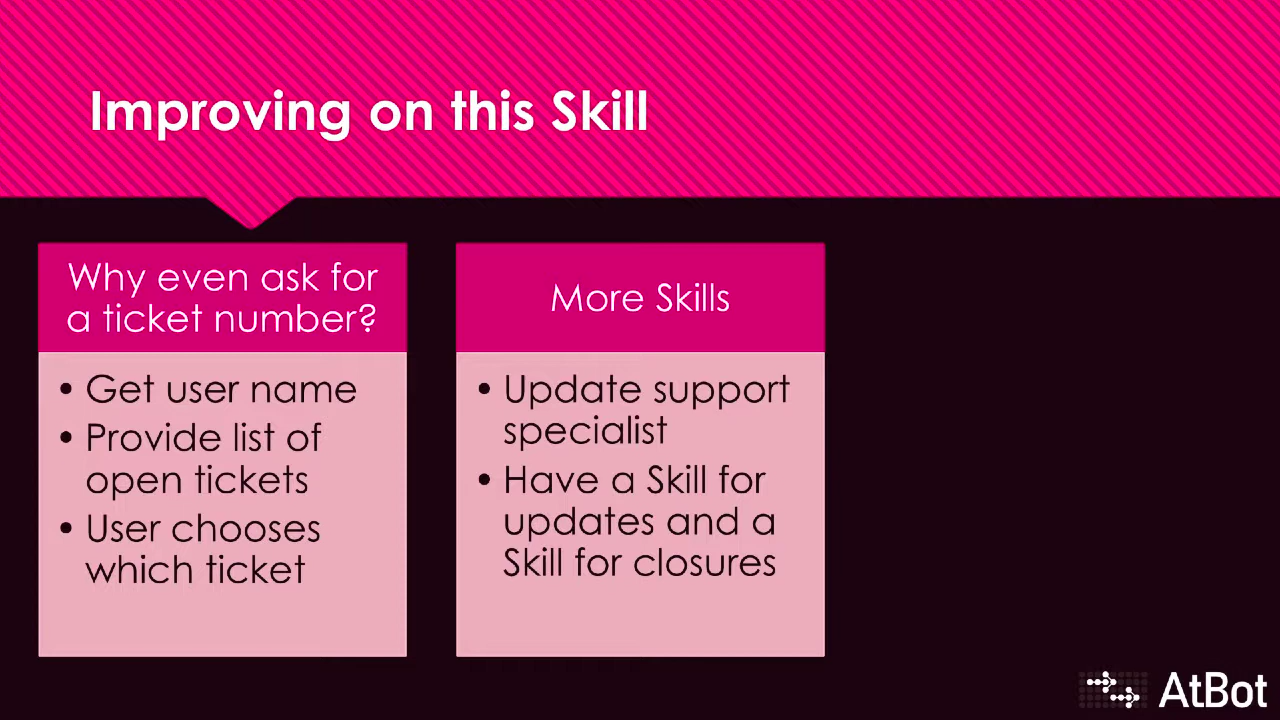 Improving on this Skill
Why even ask for
a ticket number?
• Get user name
• Provide list of
open tickets
• User chooses
which ticket
More Skills
• Update support
specialist
• Have a Skill for
updates and a
Skill for closures
AtBot